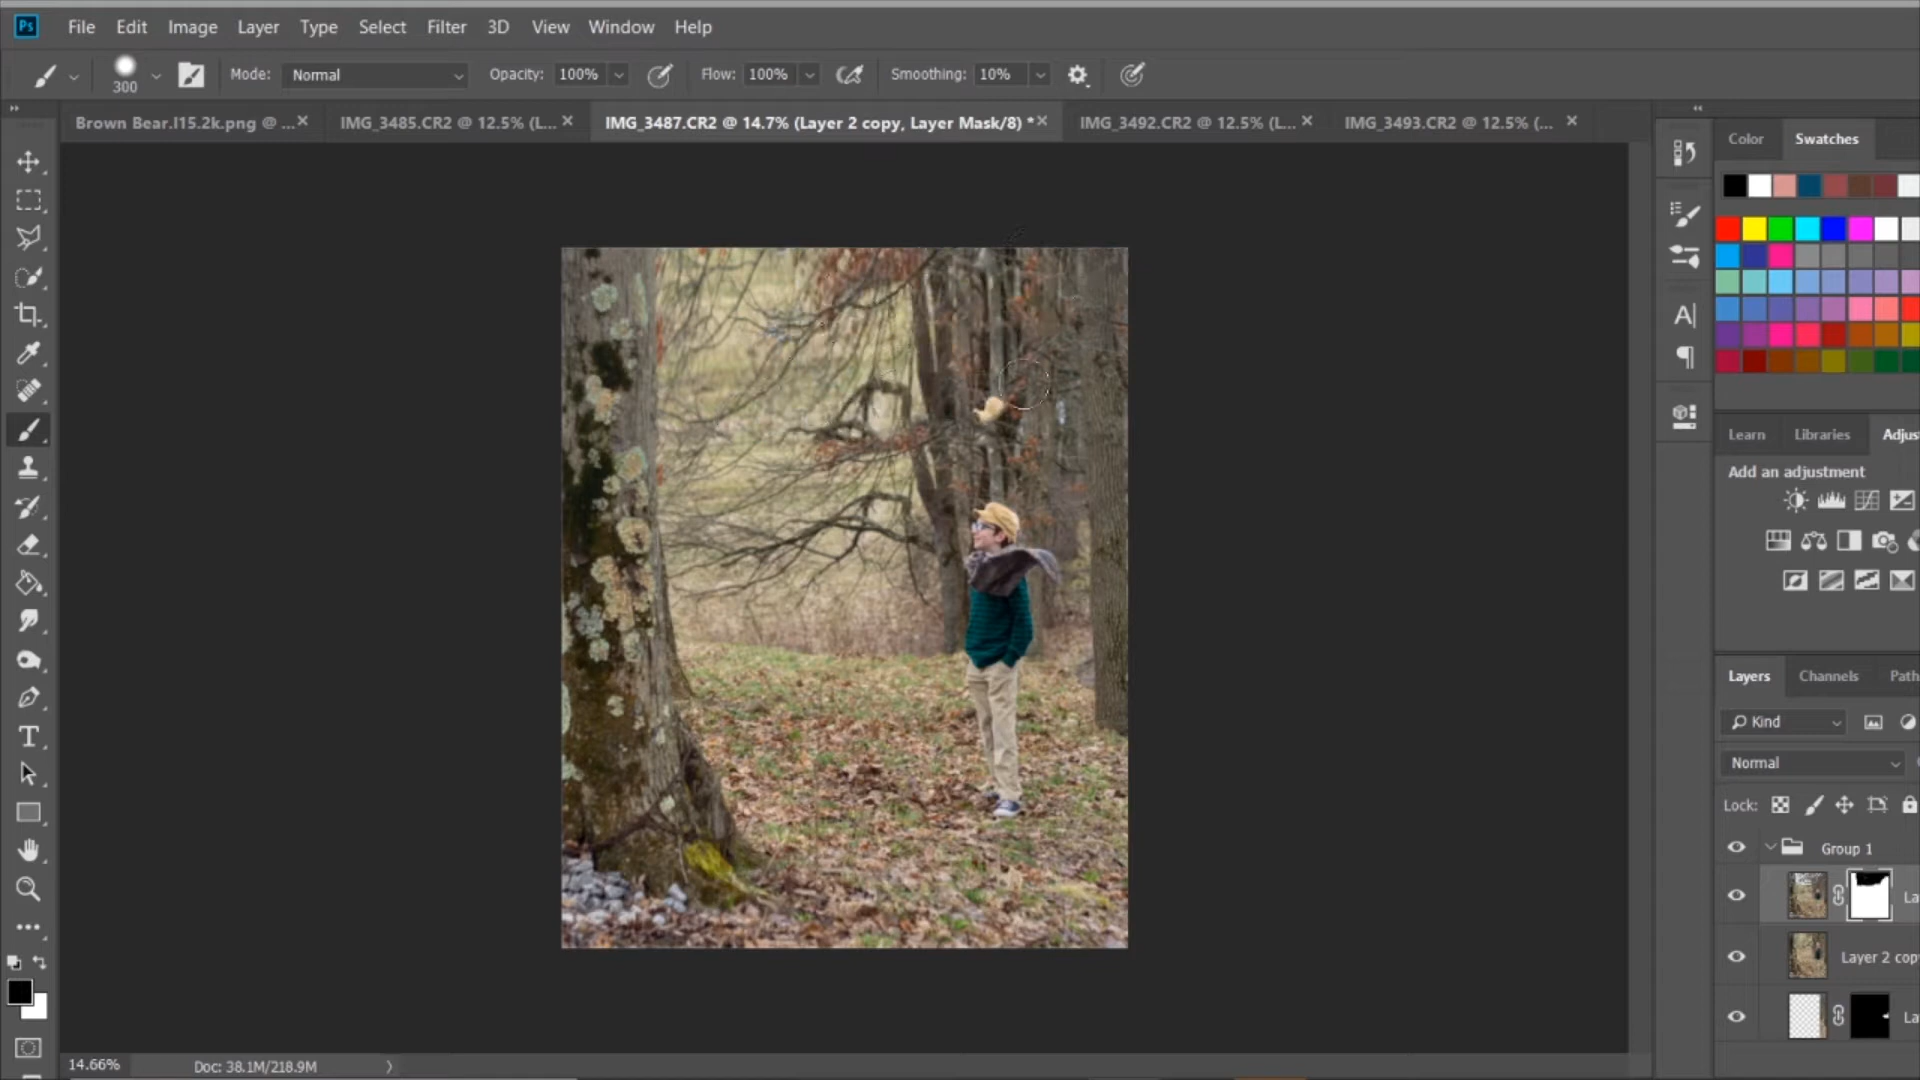 Ps File Edit Image Layer Type Select Filter 3D View Window Help
300 Mode: Normal Opacity: 100% Flow: 100% Smoothing: 10%
Brown Bear.l15.2k.png @ ... IMG_3485.CR2 @ 12.5% (L... IMG_3487.CR2 @ 14.7% (Layer 2 copy, Layer Mask/8) * IMG_3492.CR2 @ 12.5% (L... IMG_3493.CR2 @ 12.5% (...
Color Swatches
Learn Libraries Adjus
Add an adjustment
Layers Channels Path
Kind
Normal
Lock:
Group 1
La
Layer 2 cop
La
14.66% Doc: 38.1M/218.9M